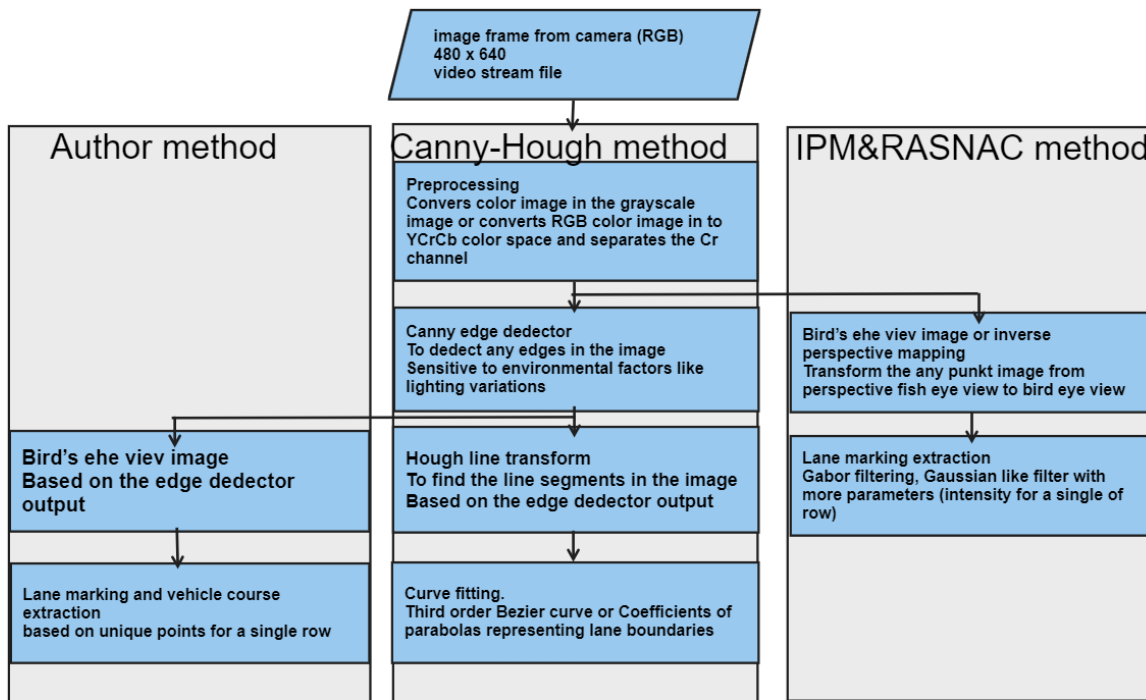 image frame from camera (RGB)
480 x 640
video stream file
Author method
Canny-Hough method
IPM&RASNAC method
Preprocessing
Convers color image in the grayscale
image or converts RGB color image in to
YCrCb color space and separates the Cr
channel
Canny edge dedector
To dedect any edges in the image
Sensitive to environmental factors like
lighting variations
Bird's ehe viev image or inverse
perspective mapping
Transform the any punkt image from
perspective fish eye view to bird eye view
Bird's ehe viev image
Based on the edge dedector
output
Hough line transform
To find the line segments in the image
Based on the edge dedector output
Lane marking extraction
Gabor filtering, Gaussian like filter with
more parameters (intensity for a single of
row)
Lane marking and vehicle course
extraction
based on unique points for a single row
Curve fitting.
Third order Bezier curve or Coefficients of
parabolas representing lane boundaries